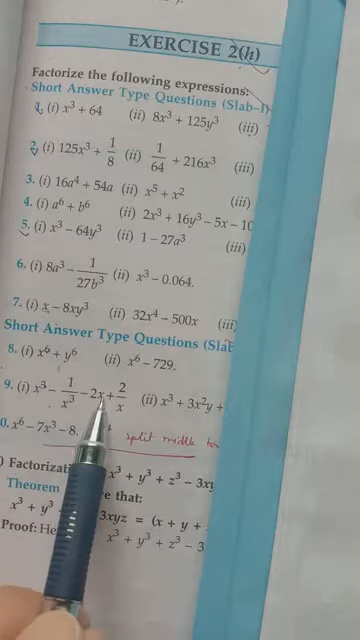 EXERCISE 2(h)
Factorize the following expressions:
Short Answer Type Questions (Slab-I)
1. (i) x³ + 64 (ii) 8x³ + 125y³ (iii)
2. (i) 125x³ + 1/8 (ii) 1/64 + 216x³ (iii)
3. (i) 16a⁴ + 54a (ii) x⁵ + x² (iii)
4. (i) a⁶ + b⁶ (ii) 2x³ + 16y³ – 5x – 10
5. (i) x³ – 64y³ (ii) 1 – 27a³ (iii)
6. (i) 8a³ – 1/27b³ (ii) x³ – 0.064.
7. (i) x – 8xy³ (ii) 32x⁴ – 500x (iii)
Short Answer Type Questions (Slab
8. (i) x⁶ + y⁶ (ii) x⁶ – 729.
9. (i) x³ – 1/x³ – 2x + 2/x (ii) x³ + 3x²y +
0. x⁶ – 7x³ – 8. split middle
) Factorizati x³ + y³ + z³ – 3xy
Theorem e that:
x³ + y³ 3xyz = (x + y +
Proof: He x³ + y³ + z³ – 3